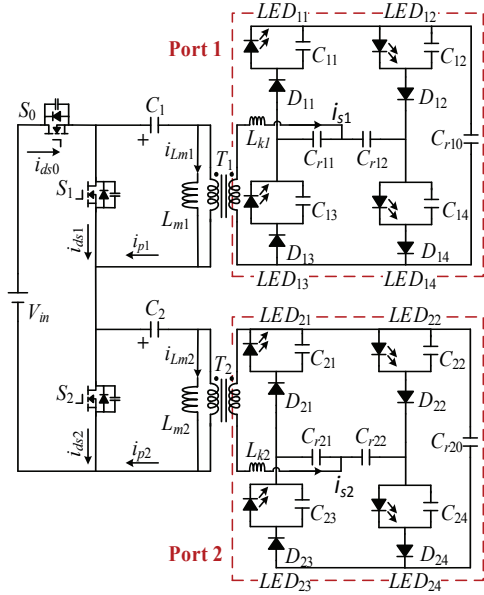 LED11 LED12
Port 1
C11 C12
S0 C1 D11 D12
iLm1 T1 is1 Cr10
ids0 Lk1 Cr11 Cr12
S1
Lm1 C13 C14
ids1 ip1 D13 D14
LED13 LED14
Vin LED21 LED22
C2
iLm2 T2 C21 C22
S2 D21 D22
Lm2 Cr20
Lk2 Cr21 Cr22
ids2 ip2 is2
C23 C24
Port 2 D23 D24
LED23 LED24